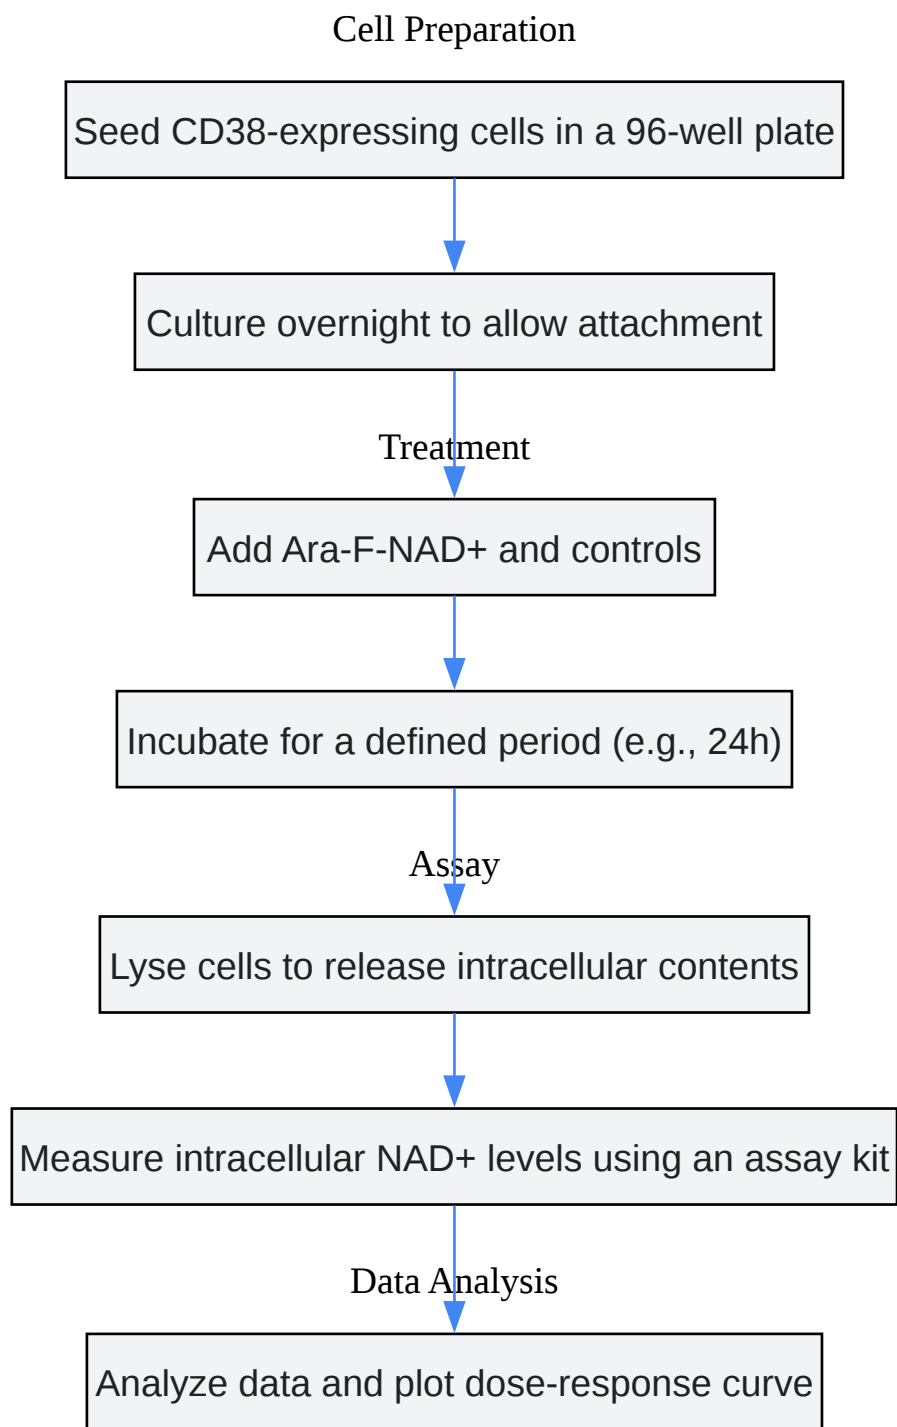 Cell Preparation
Seed CD38-expressing cells in a 96-well plate
Culture overnight to allow attachment
Treatment
Add Ara-F-NAD+ and controls
Incubate for a defined period (e.g., 24h)
Assay
Lyse cells to release intracellular contents
Measure intracellular NAD+ levels using an assay kit
Data Analysis
Analyze data and plot dose-response curve